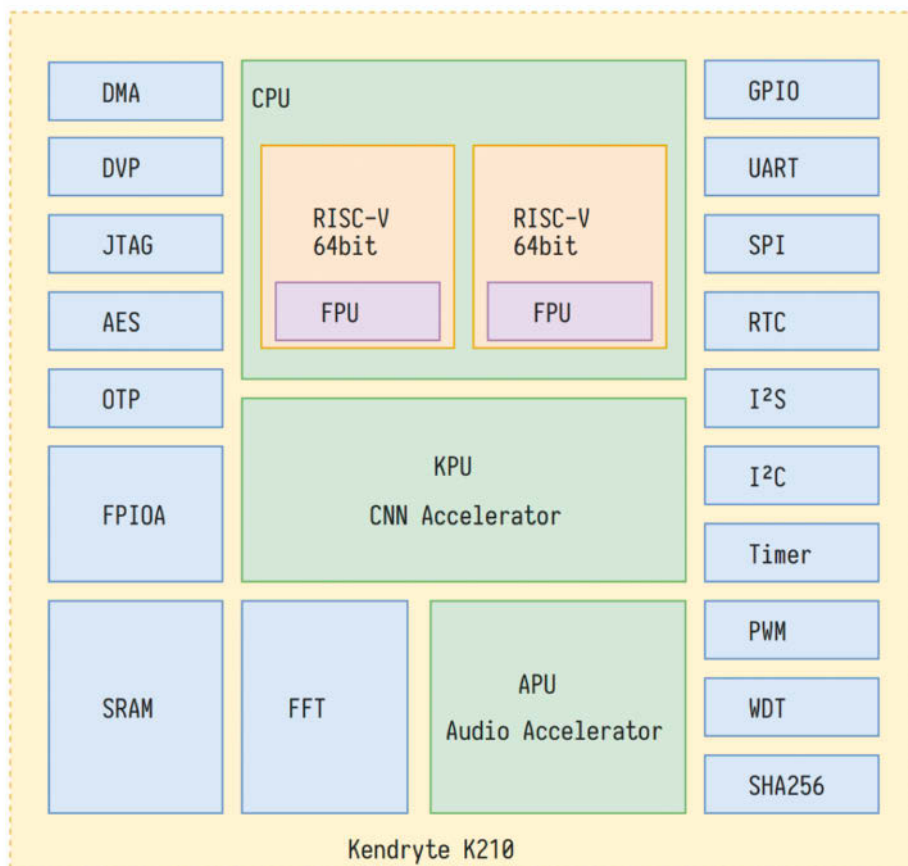 DMA
DVP
JTAG
AES
OTP
FPIOA
SRAM
CPU
RISC-V
64bit
FPU
RISC-V
64bit
FPU
KPU
CNN Accelerator
FFT
APU
Audio Accelerator
GPIO
UART
SPI
RTC
I²S
I²C
Timer
PWM
WDT
SHA256
Kendryte K210